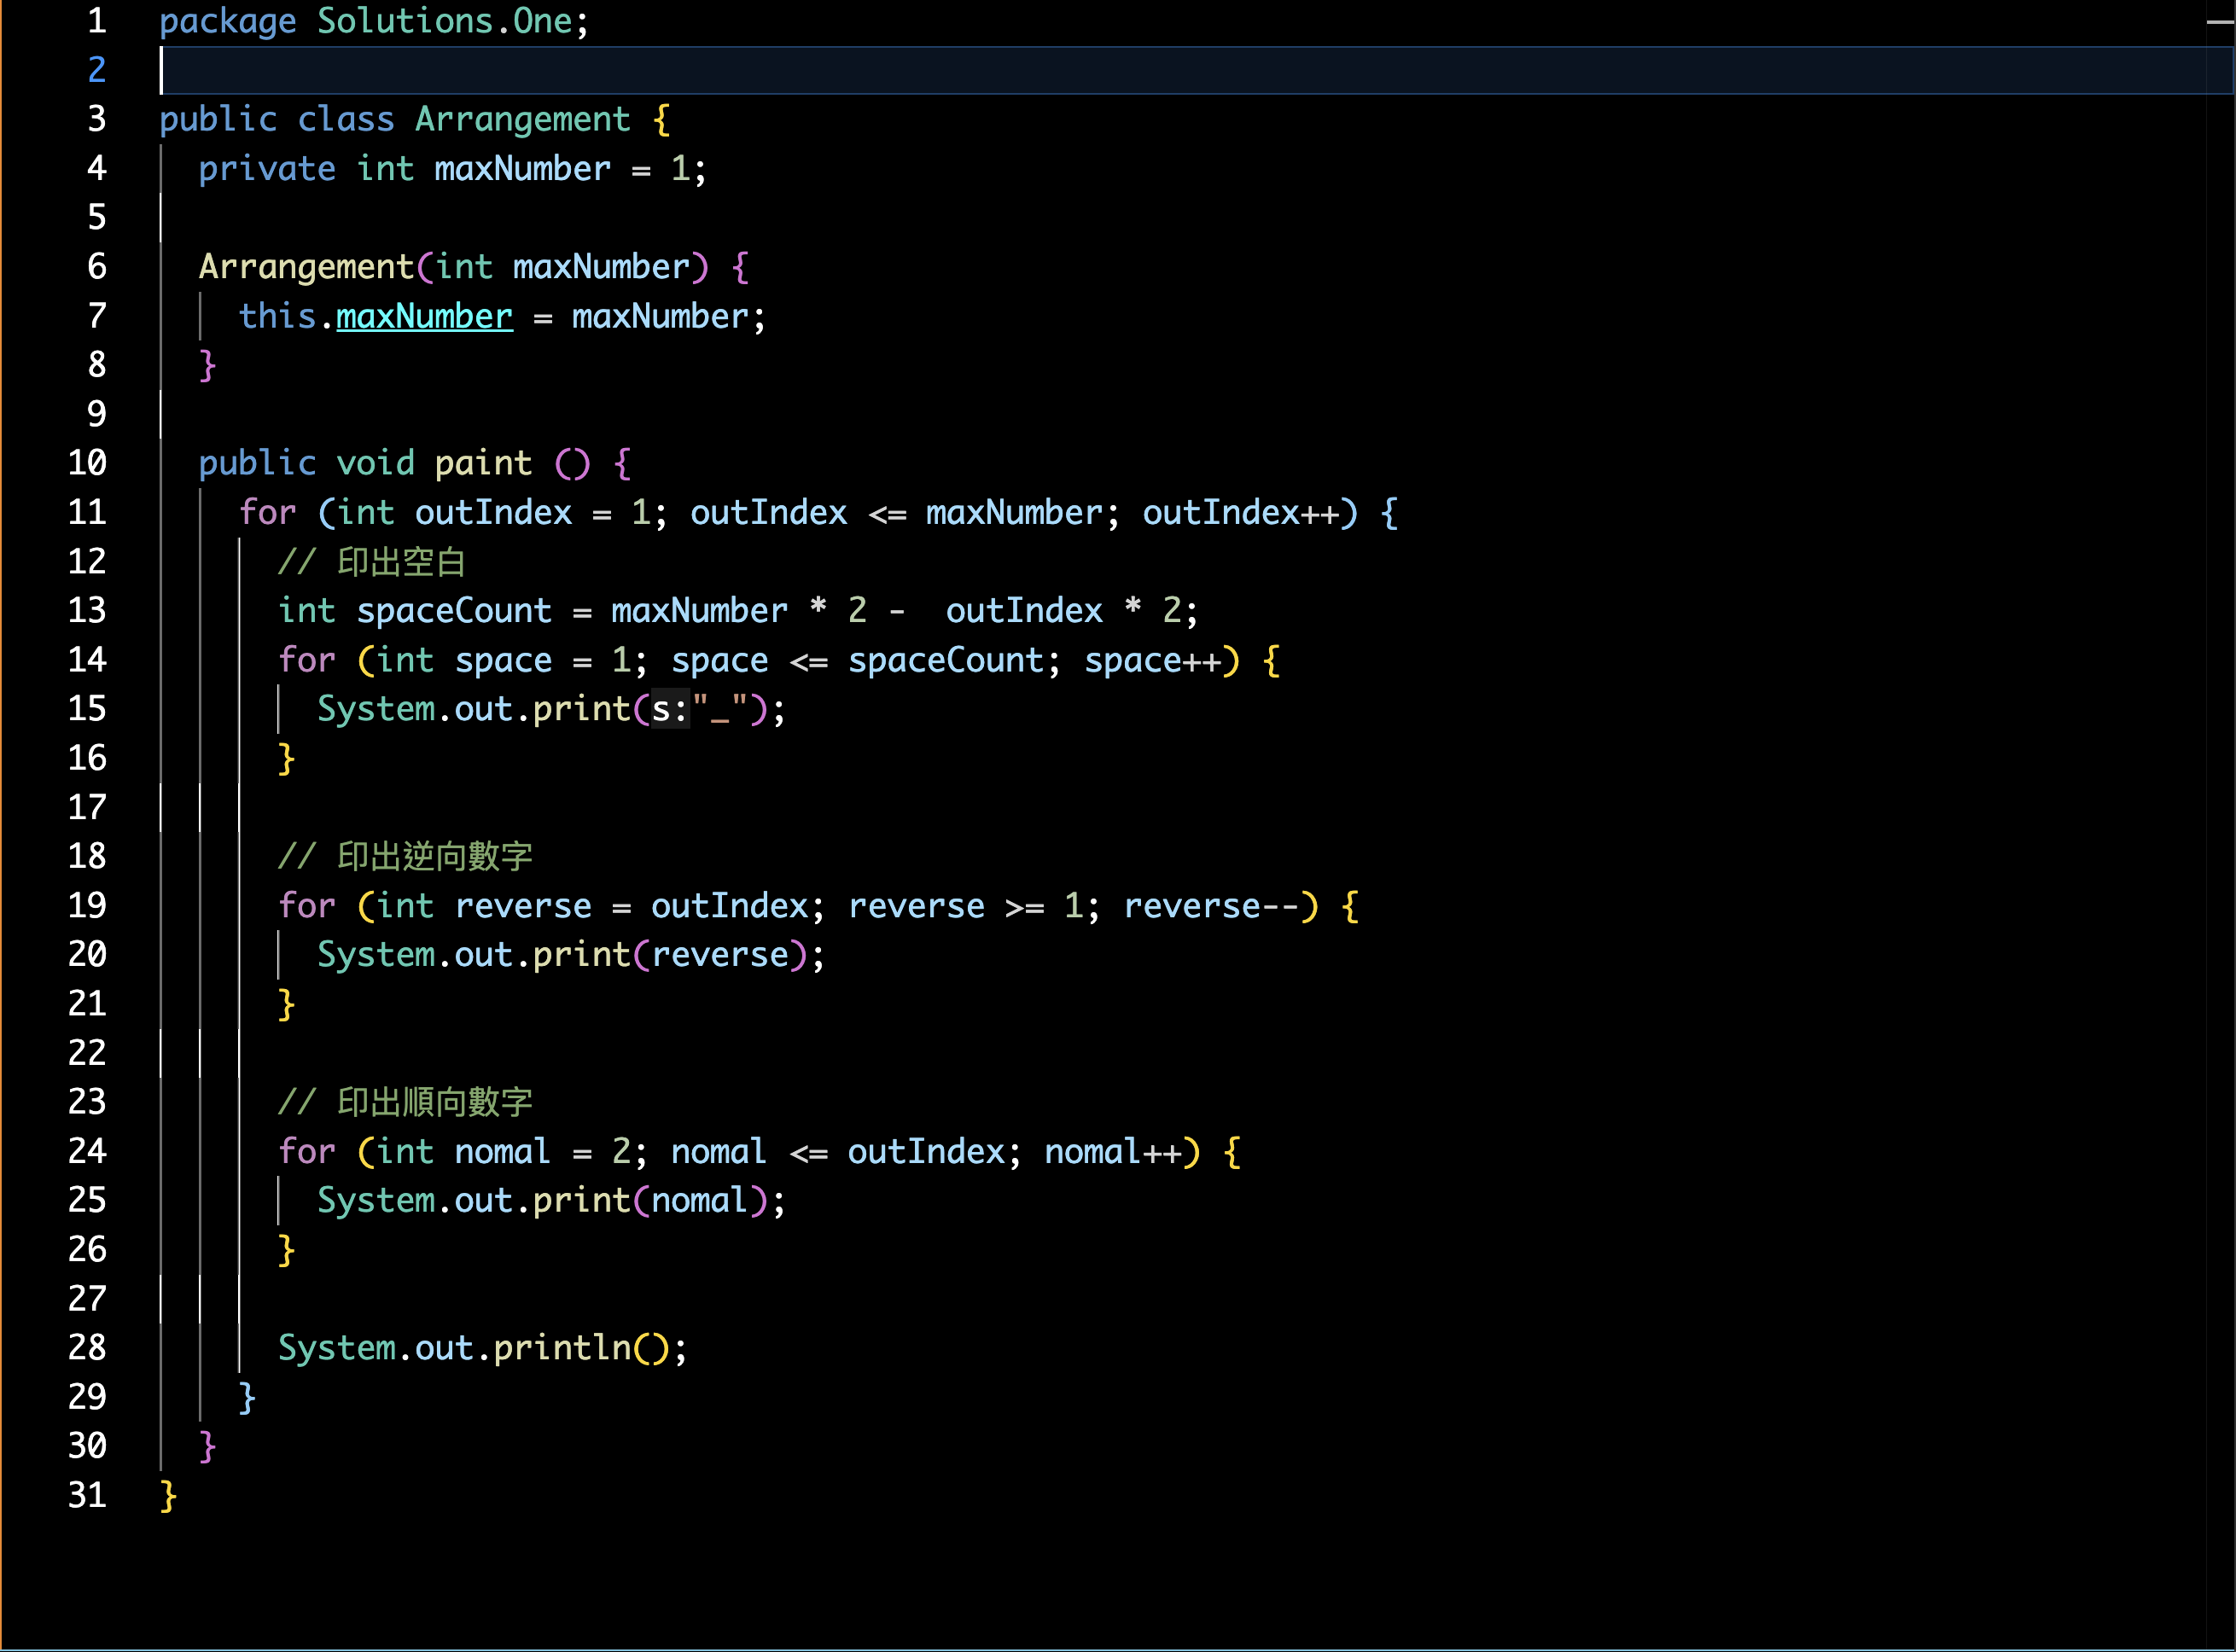 1 package Solutions.One;
2
3 public class Arrangement {
4   private int maxNumber = 1;
5
6   Arrangement(int maxNumber) {
7     this.maxNumber = maxNumber;
8   }
9
10   public void paint () {
11     for (int outIndex = 1; outIndex <= maxNumber; outIndex++) {
12       // 印出空白
13       int spaceCount = maxNumber * 2 -  outIndex * 2;
14       for (int space = 1; space <= spaceCount; space++) {
15         System.out.print(s:"_");
16       }
17
18       // 印出逆向數字
19       for (int reverse = outIndex; reverse >= 1; reverse--) {
20         System.out.print(reverse);
21       }
22
23       // 印出順向數字
24       for (int nomal = 2; nomal <= outIndex; nomal++) {
25         System.out.print(nomal);
26       }
27
28       System.out.println();
29     }
30   }
31 }